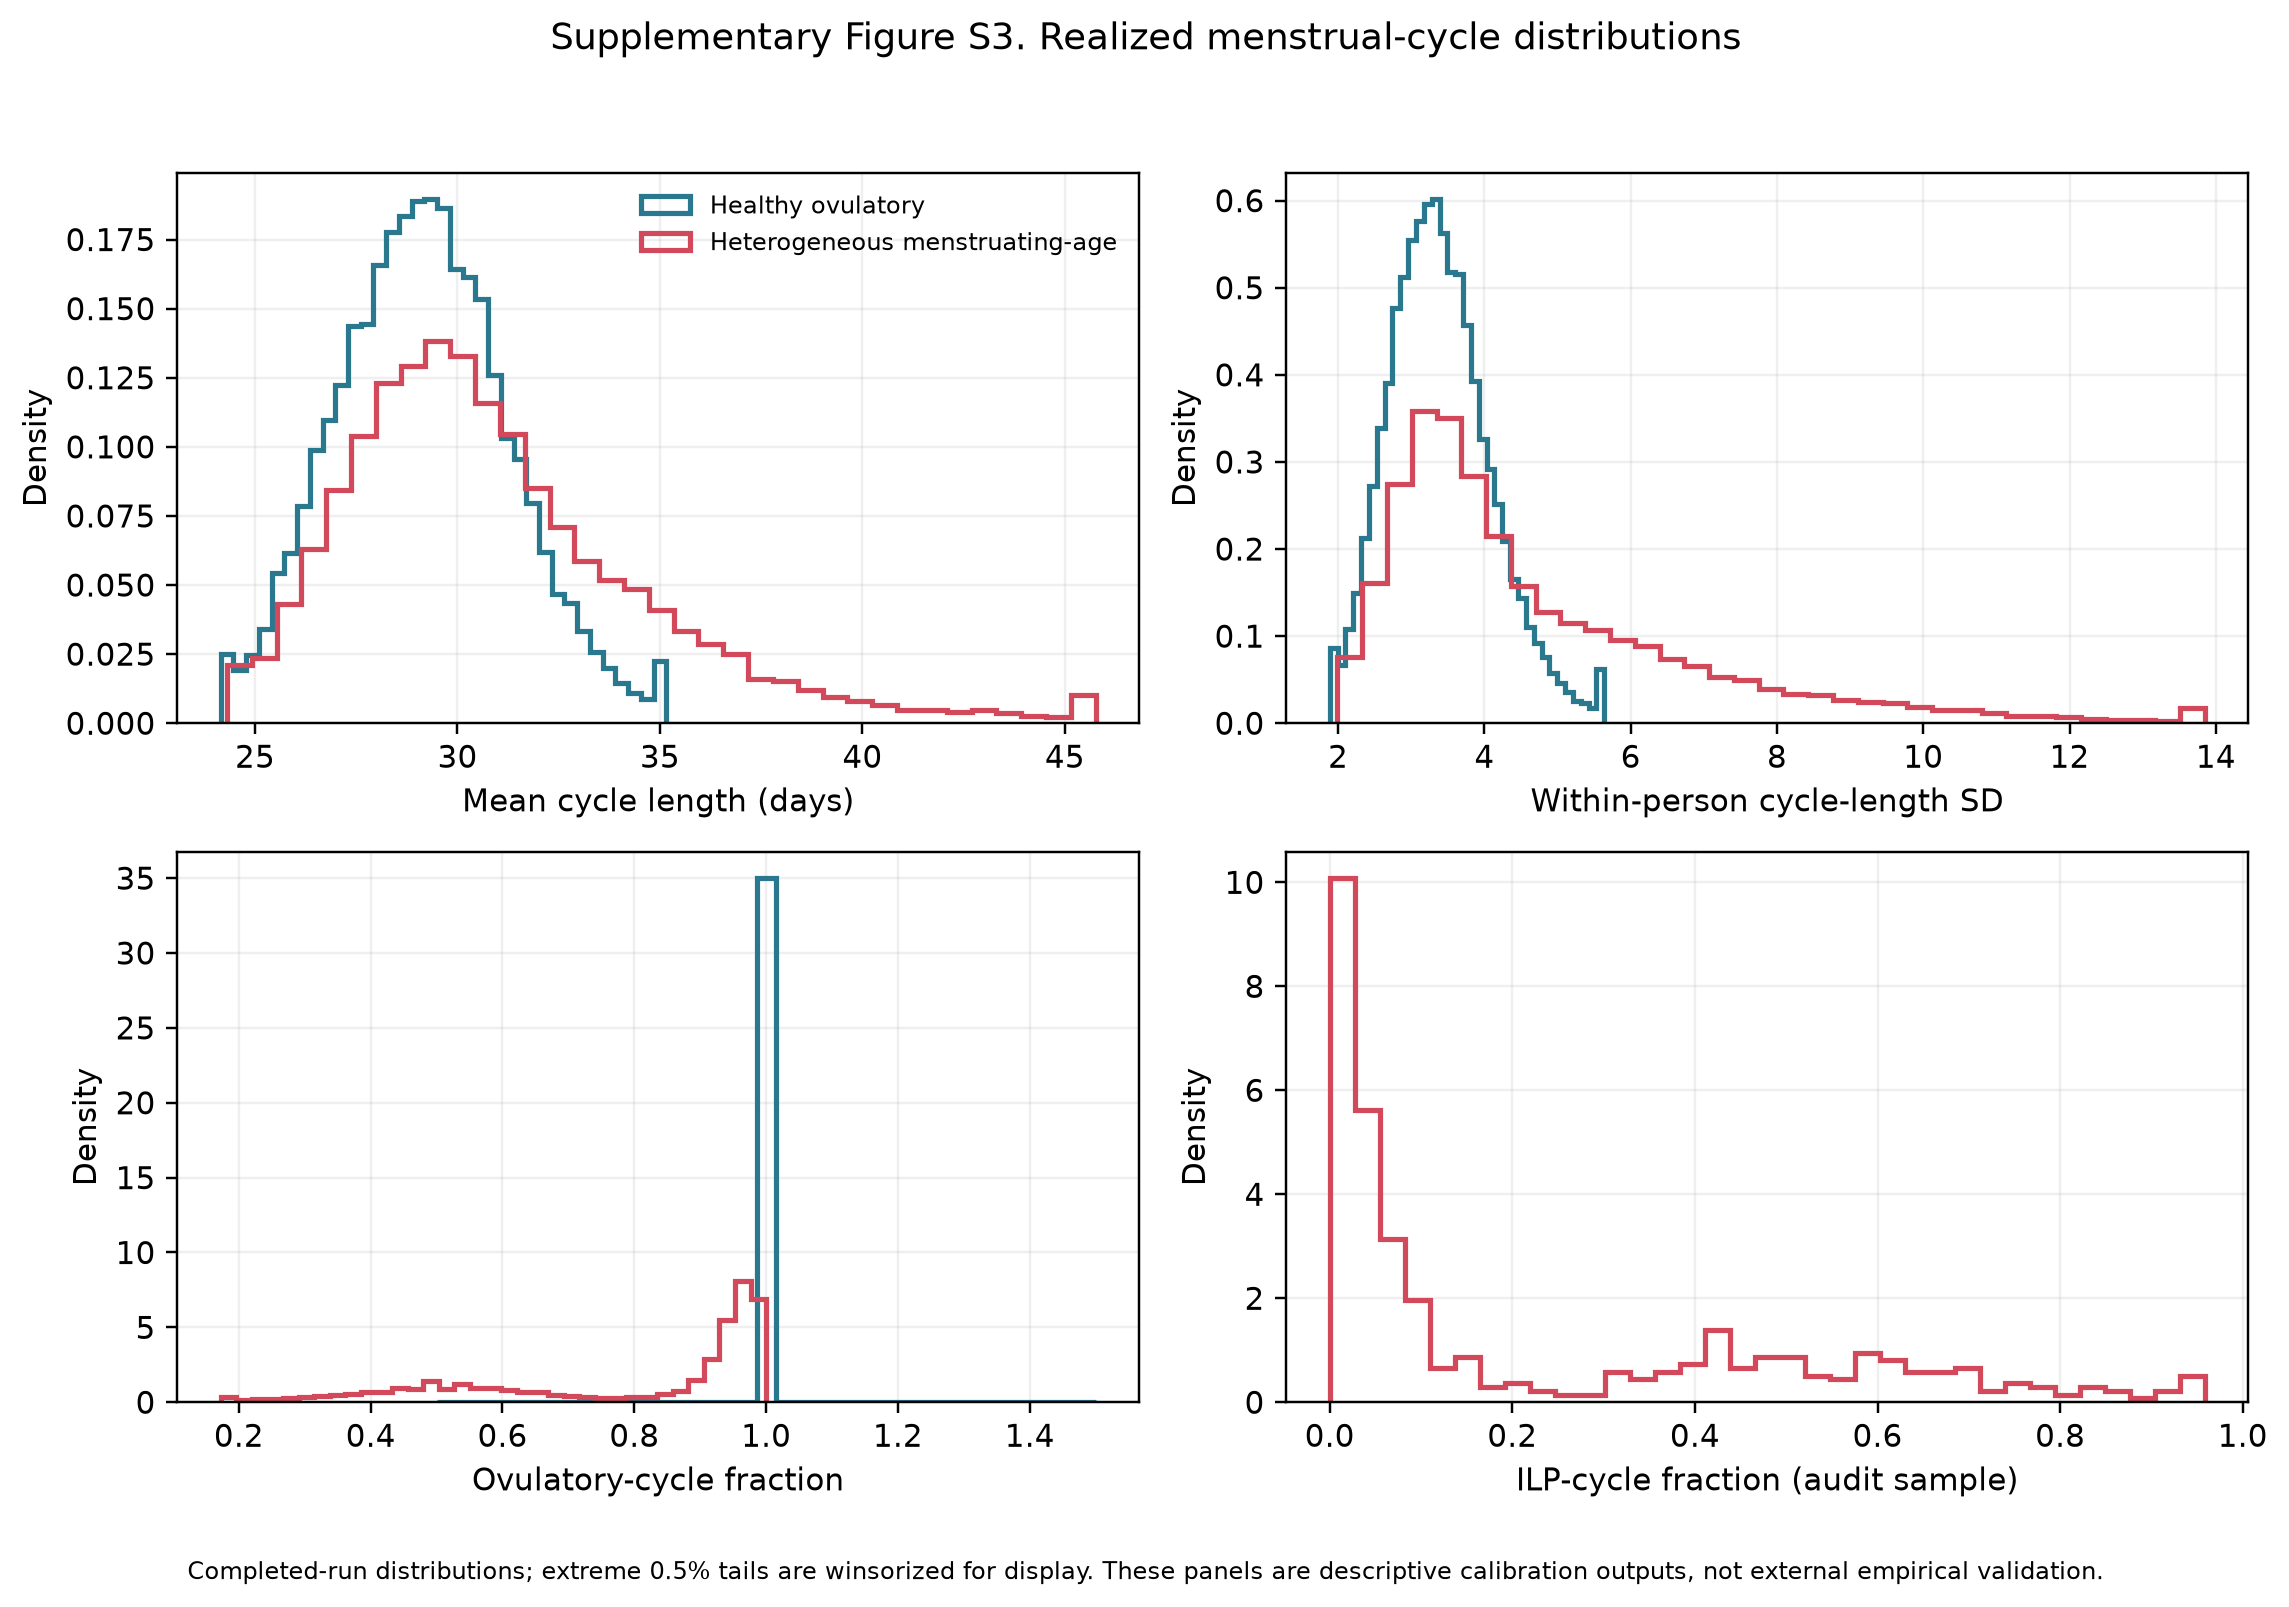 Supplementary Figure S3. Realized menstrual-cycle distributions
Healthy ovulatory
Heterogeneous menstruating-age
Density
0.175
0.150
0.125
0.100
0.075
0.050
0.025
0.000
25 30 35 40 45
Mean cycle length (days)
Density
0.6
0.5
0.4
0.3
0.2
0.1
0.0
2 4 6 8 10 12 14
Within-person cycle-length SD
Density
35
30
25
20
15
10
5
0
0.2 0.4 0.6 0.8 1.0 1.2 1.4
Ovulatory-cycle fraction
Density
10
8
6
4
2
0
0.0 0.2 0.4 0.6 0.8 1.0
ILP-cycle fraction (audit sample)
Completed-run distributions; extreme 0.5% tails are winsorized for display. These panels are descriptive calibration outputs, not external empirical validation.